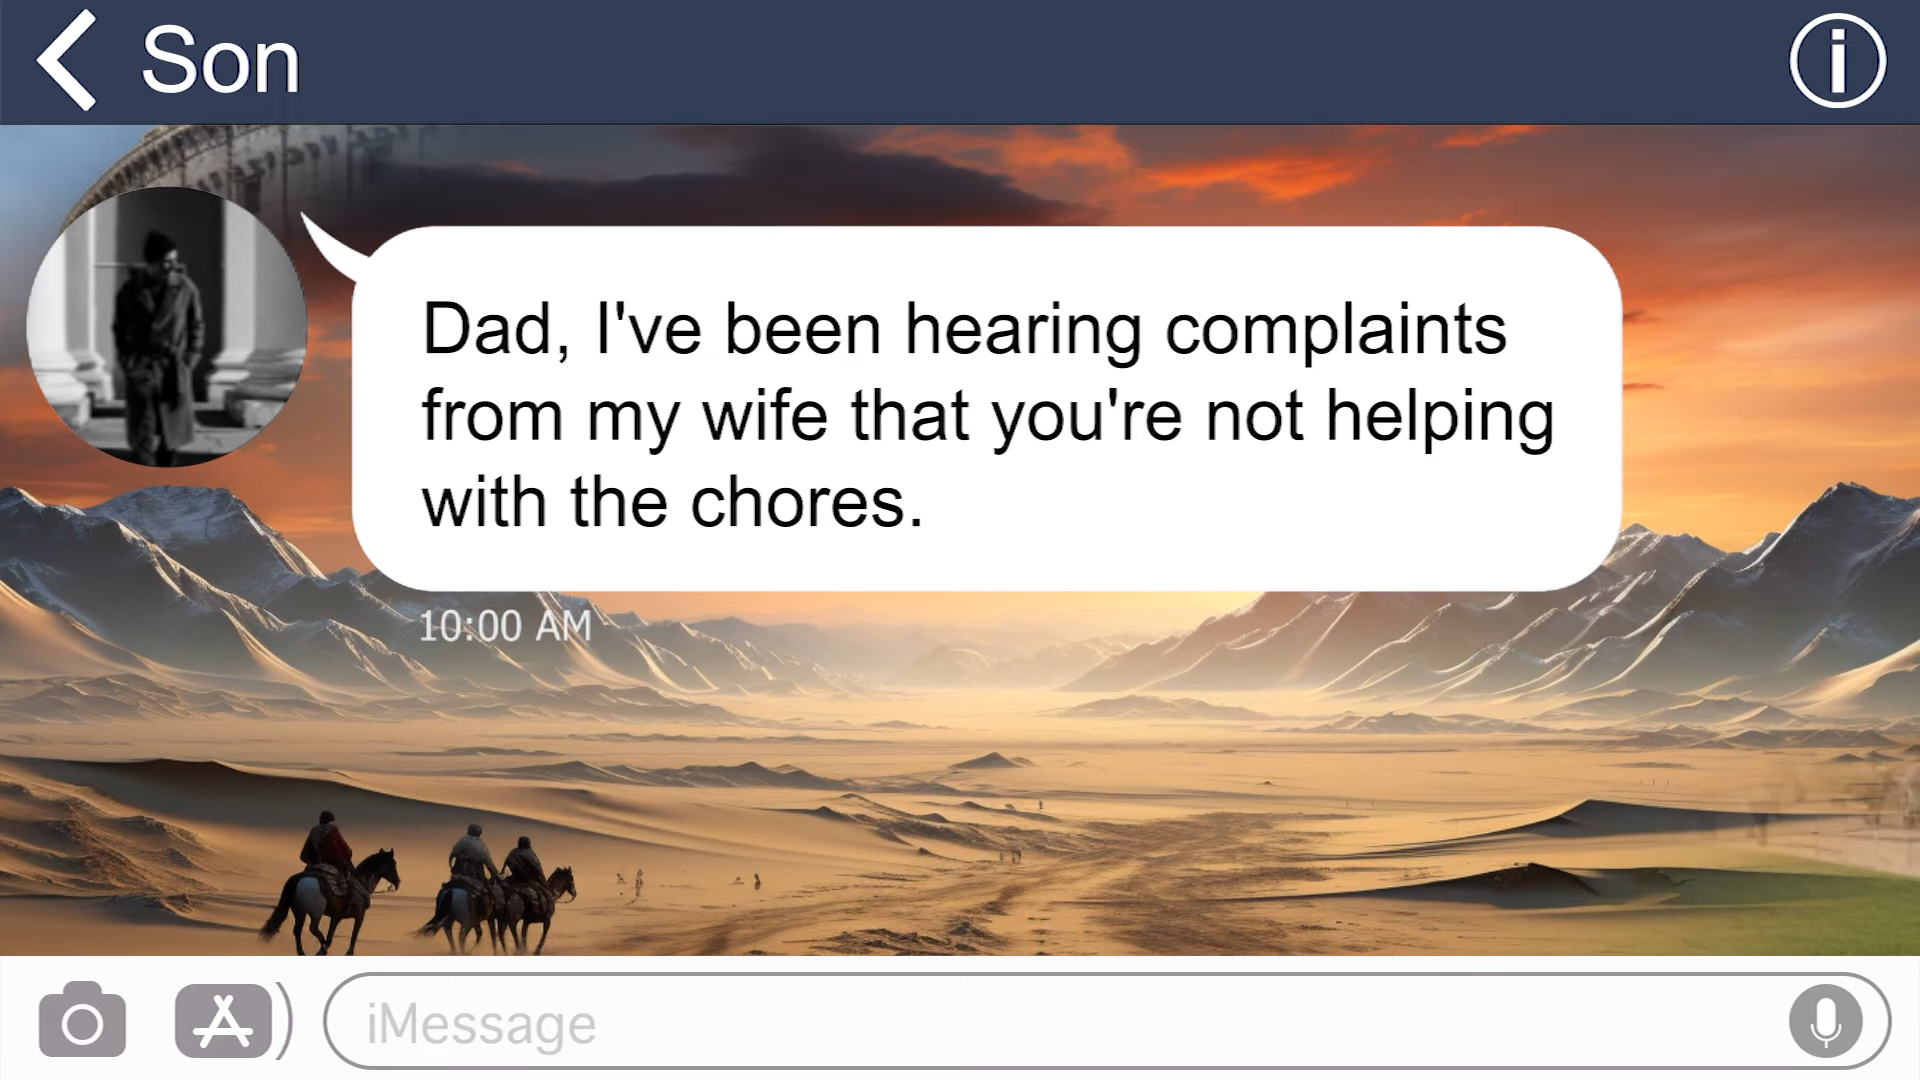 Son
Dad, I've been hearing complaints
from my wife that you're not helping
with the chores.
10:00 AM
iMessage